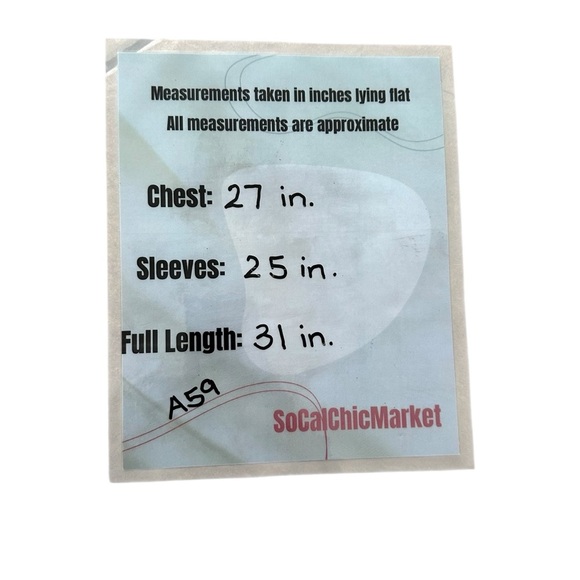 Measurements taken in inches lying flat
All measurements are approximate
Chest: 27 in.
Sleeves: 25 in.
Full Length: 31 in.
A59
SoCalChicMarket